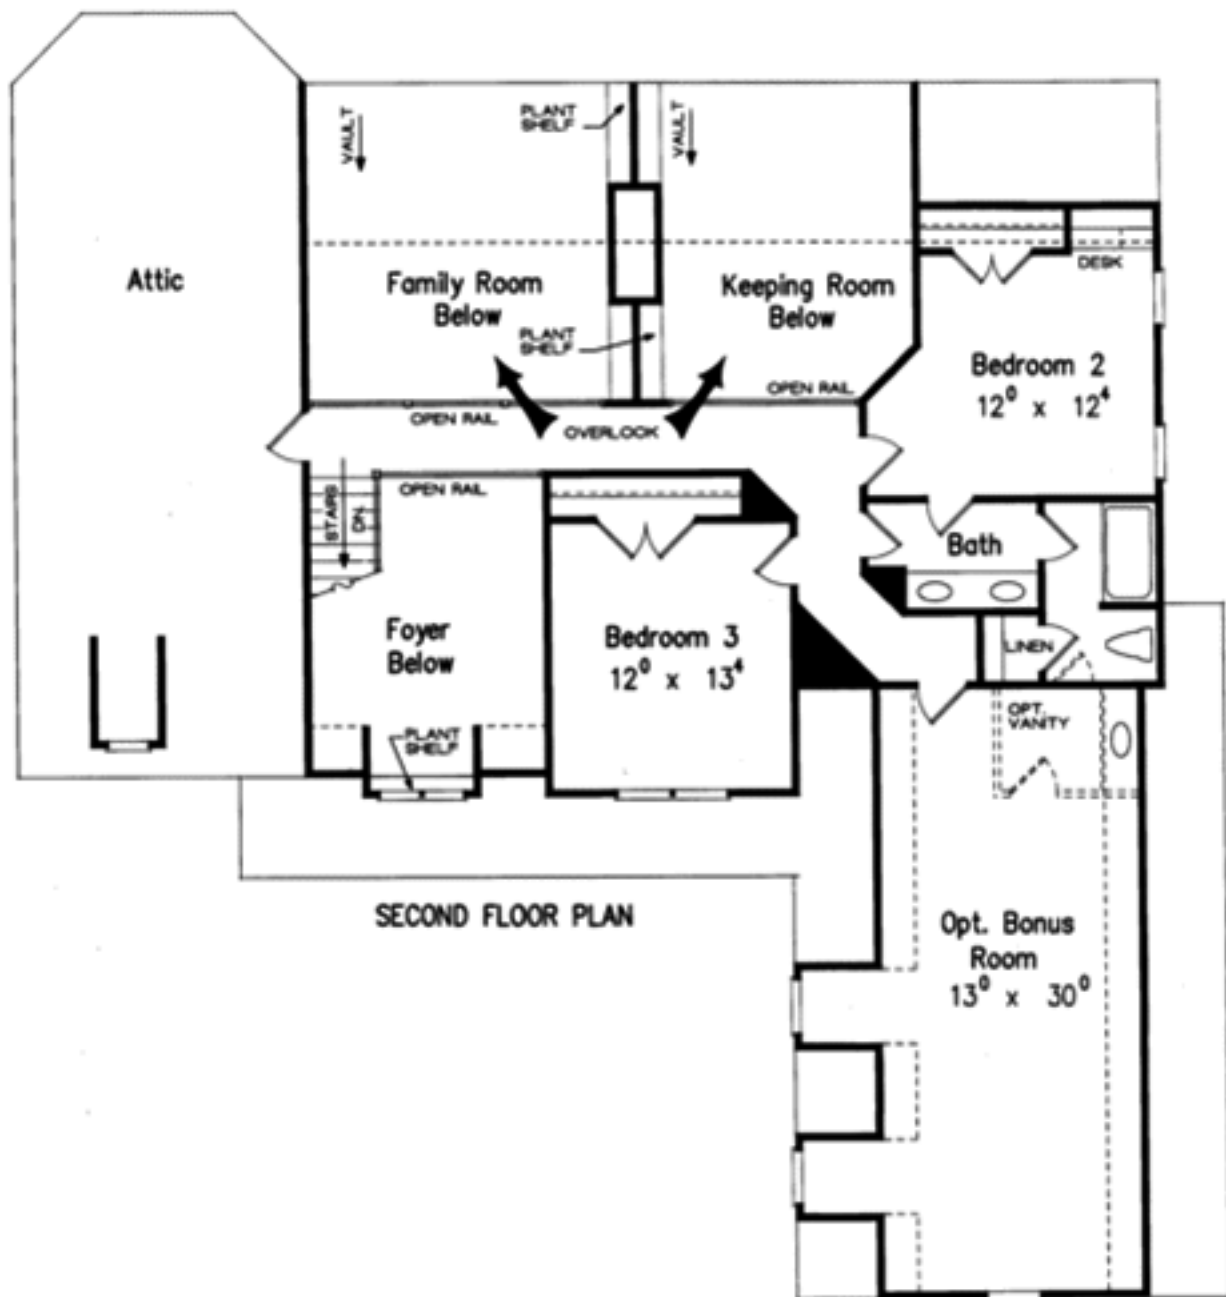 PLANT
SHELF
VAULT
VAULT
Attic
Family Room
Below
Keeping Room
Below
DESK
PLANT
SHELF
Bedroom 2
12⁰ x 12⁴
OPEN RAIL
OPEN RAIL
OVERLOOK
OPEN RAIL
STAIRS
DN.
Bath
Foyer
Below
Bedroom 3
12⁰ x 13⁴
LINEN
OPT.
VANITY
PLANT
SHELF
SECOND FLOOR PLAN
Opt. Bonus
Room
13⁰ x 30⁰